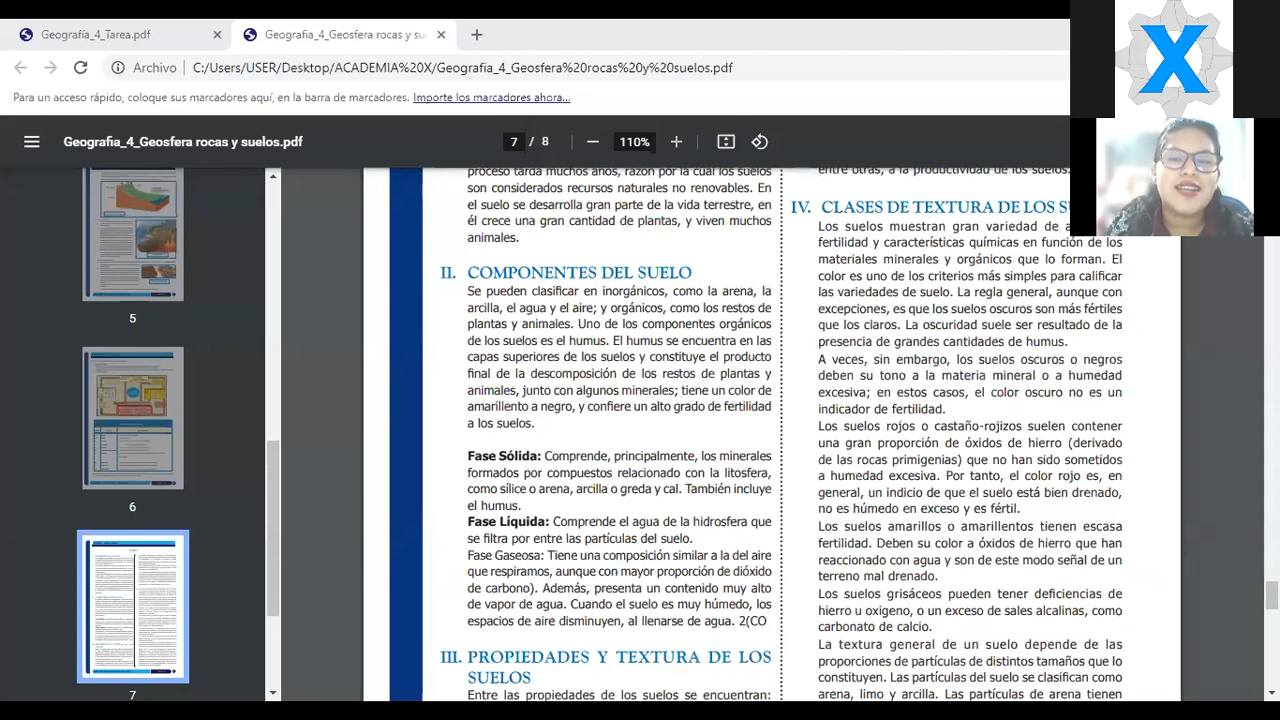 Geografía_4_Tarea.pdf
Geografia_4_Geosfera rocas y su
Archivo
C:/Users/USER/Desktop/ACADEMIA%20X/Geografia_4_Geosfera%20rocas%20y%20suelos.pdf
Para un acceso rápido, coloque sus marcadores aquí, en la barra de marcadores. Importe los marcadores ahora...
X
Geografia_4_Geosfera rocas y suelos.pdf
7 / 8
110%
5
6
7
proceso tarda muchos años, razón por la cual los suelos
son considerados recursos naturales no renovables. En
el suelo se desarrolla gran parte de la vida terrestre, en
él crece una gran cantidad de plantas, y viven muchos
animales.
II. COMPONENTES DEL SUELO
Se pueden clasificar en inorgánicos, como la arena, la
arcilla, el agua y el aire; y orgánicos, como los restos de
plantas y animales. Uno de los componentes orgánicos
de los suelos es el humus. El humus se encuentra en las
capas superiores de los suelos y constituye el producto
final de la descomposición de los restos de plantas y
animales, junto con algunos minerales; tiene un color de
amarillento a negro, y confiere un alto grado de fertilidad
a los suelos.
Fase Sólida: Comprende, principalmente, los minerales
formados por compuestos relacionado con la litosfera,
como sílice o arena, arcilla o greda y cal. También incluye
el humus.
Fase Líquida: Comprende el agua de la hidrosfera que
se filtra por entre las partículas del suelo.
Fase Gaseosa: Tiene una composición similar a la del aire
que respiramos, aunque con mayor proporción de dióxido
de carbono). Además, presenta un contenido muy alto
de vapor de agua. Cuando el suelo es muy húmedo, los
espacios de aire disminuyen, al llenarse de agua. 2(CO
III. PROPIEDADES Y TEXTURA DE LOS
SUELOS
Entre las propiedades de los suelos se encuentran:
entre otras, a la productividad de los suelos.
IV. CLASES DE TEXTURA DE LOS
Los suelos muestran gran variedad de
fertilidad y características químicas en función de los
materiales minerales y orgánicos que lo forman. El
color es uno de los criterios más simples para calificar
las variedades de suelo. La regla general, aunque con
excepciones, es que los suelos oscuros son más fértiles
que los claros. La oscuridad suele ser resultado de la
presencia de grandes cantidades de humus.
A veces, sin embargo, los suelos oscuros o negros
deben su tono a la materia mineral o a humedad
excesiva; en estos casos, el color oscuro no es un
indicador de fertilidad.
Los suelos rojos o castaño-rojizos suelen contener
una gran proporción de óxidos de hierro (derivado
de las rocas primigenias) que no han sido sometidos
a humedad excesiva. Por tanto, el color rojo es, en
general, un indicio de que el suelo está bien drenado,
no es húmedo en exceso y es fértil.
Los suelos amarillos o amarillentos tienen escasa
fertilidad. Deben su color a óxidos de hierro que han
reaccionado con agua y son de este modo señal de un
terreno mal drenado.
Los suelos grisáceos pueden tener deficiencias de
hierro u oxigeno, o un exceso de sales alcalinas, como
carbonato de calcio.
La textura general de un suelo depende de las
proporciones de partículas de distintos tamaños que lo
constituyen. Las partículas del suelo se clasifican como
arena, limo y arcilla. Las partículas de arena tienen